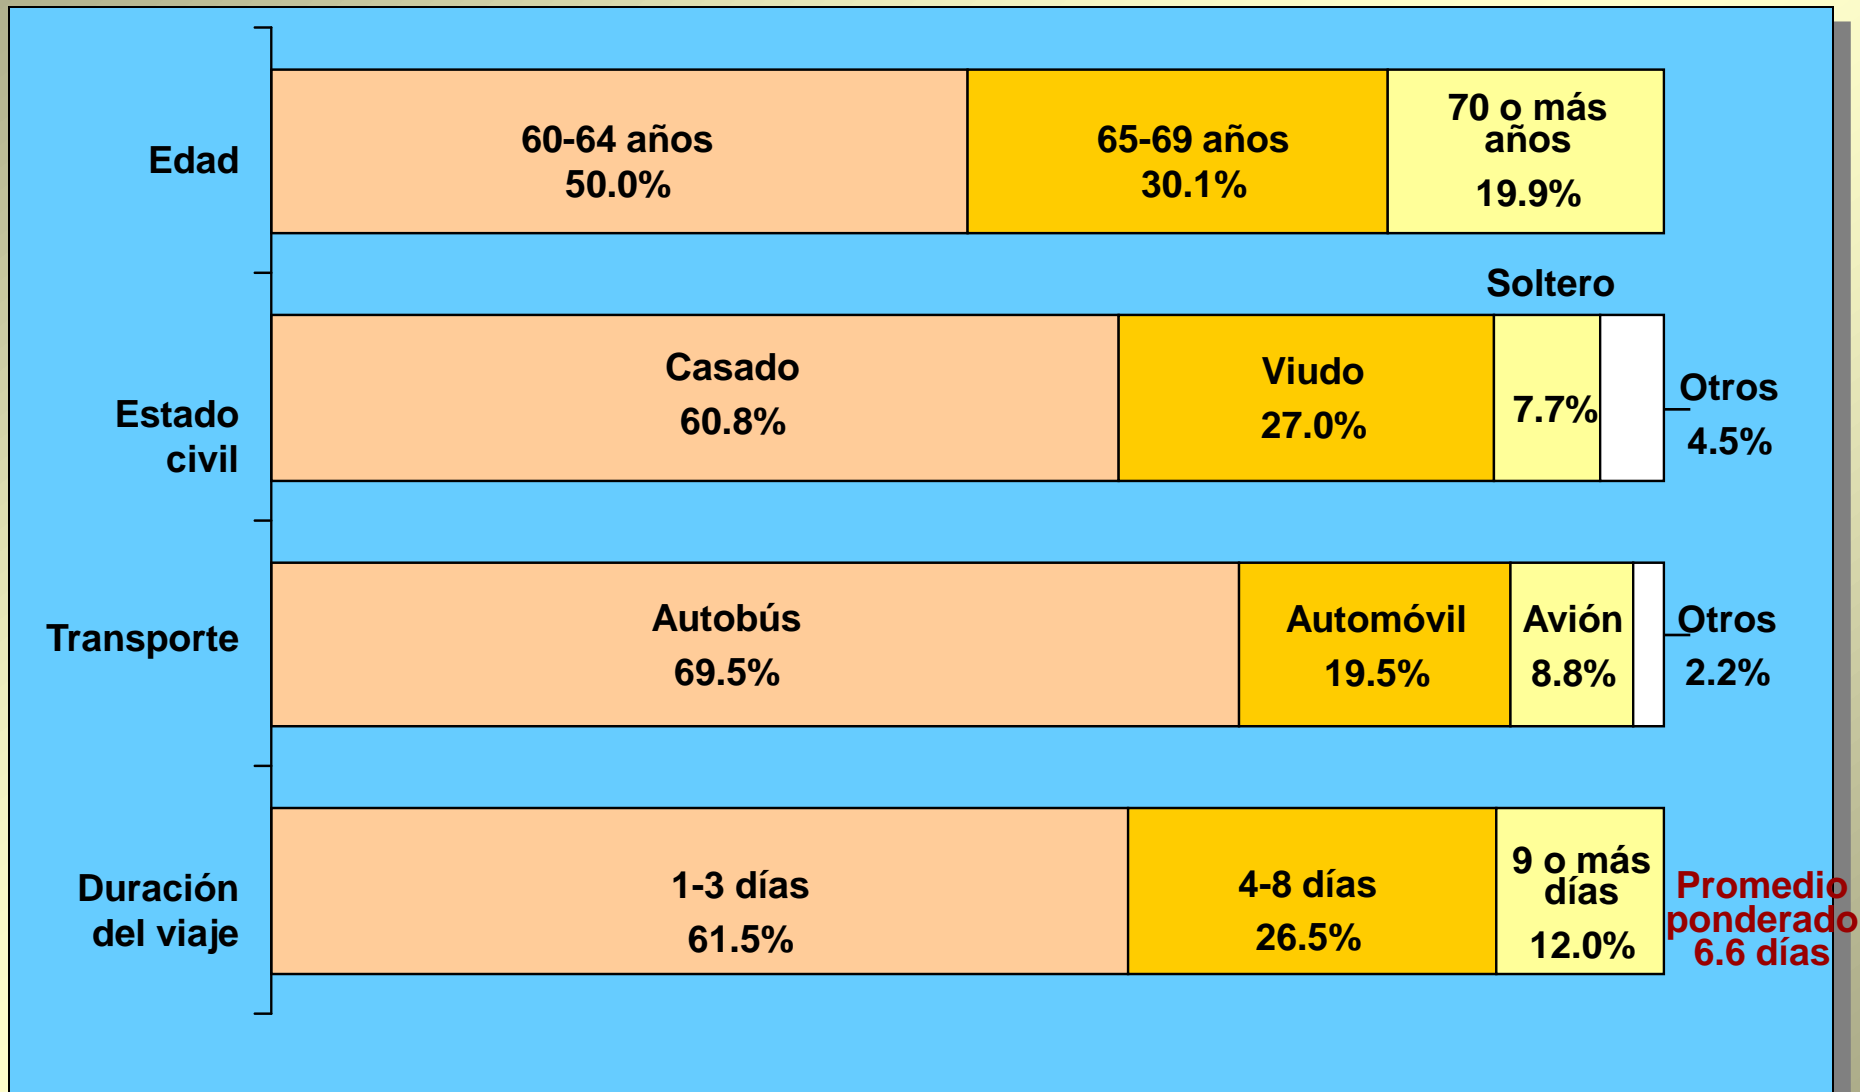 Edad
60-64 años
50.0%
65-69 años
30.1%
70 o más
años
19.9%
Estado
civil
Casado
60.8%
Viudo
27.0%
Soltero
7.7%
Otros
4.5%
Transporte
Autobús
69.5%
Automóvil
19.5%
Avión
8.8%
Otros
2.2%
Duración
del viaje
1-3 días
61.5%
4-8 días
26.5%
9 o más
días
12.0%
Promedio
ponderado
6.6 días